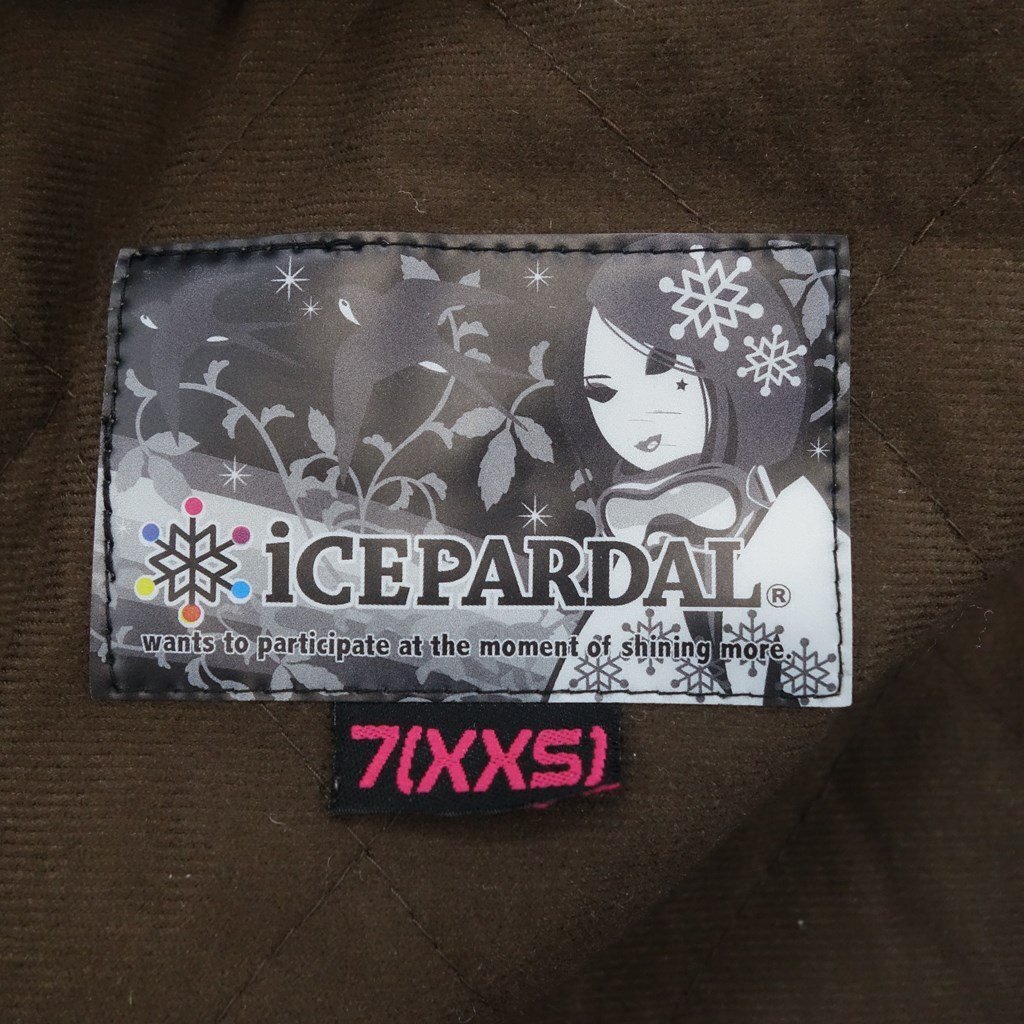 iCEPARDAL®
wants to participate at the moment of shining more.
7(XXS)